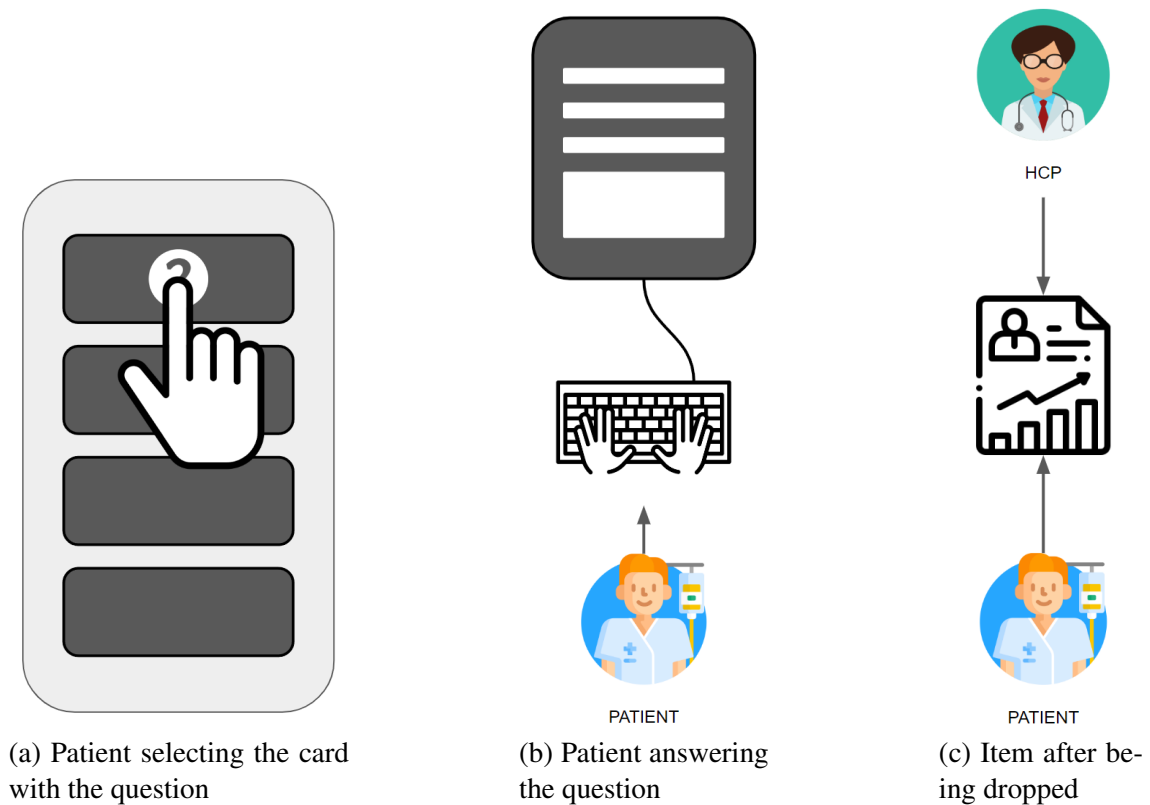 ?
HCP
PATIENT
PATIENT
(a) Patient selecting the card
with the question
(b) Patient answering
the question
(c) Item after be-
ing dropped